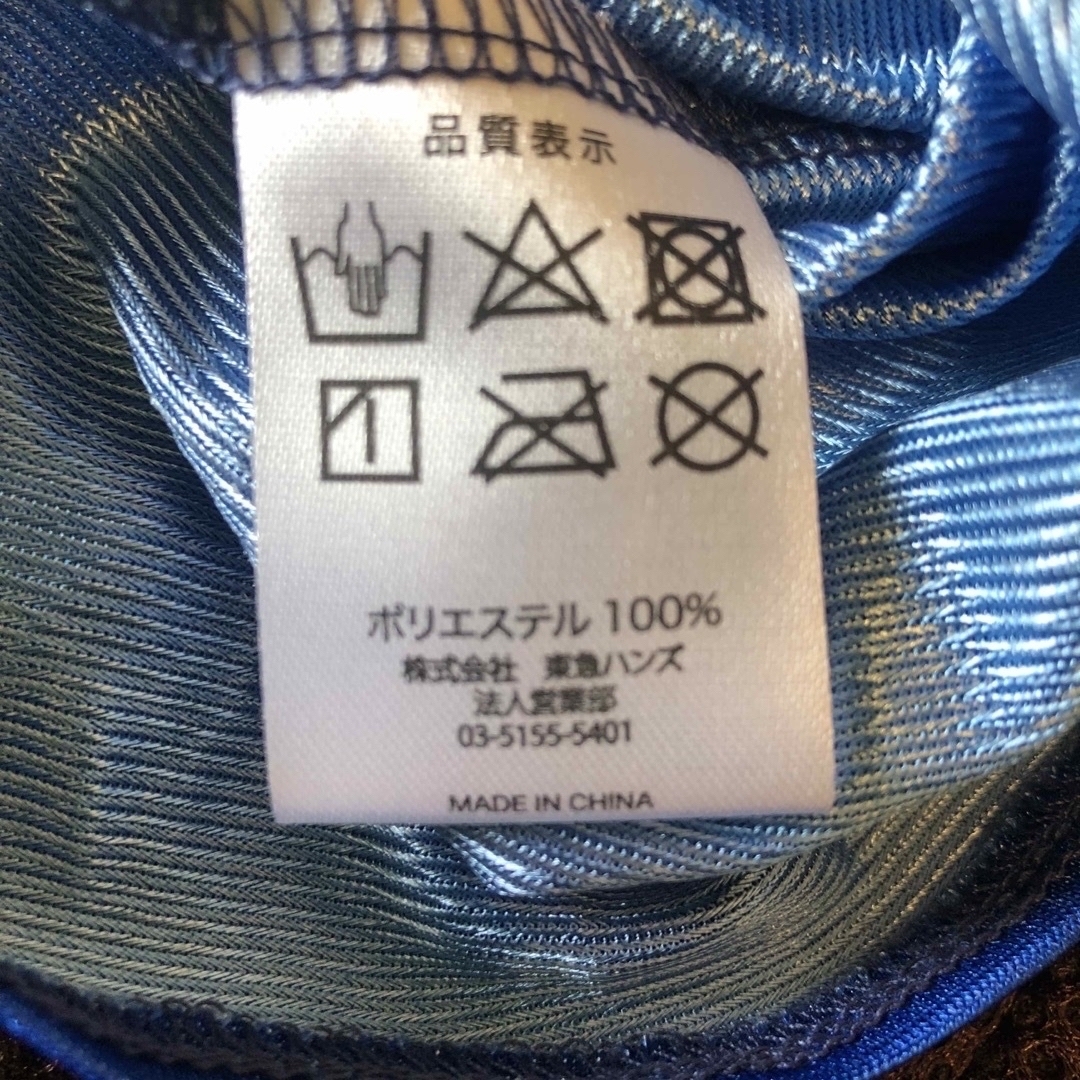 品質表示
ポリエステル 100%
株式会社 東急ハンズ
法人営業部
03-5155-5401
MADE IN CHINA